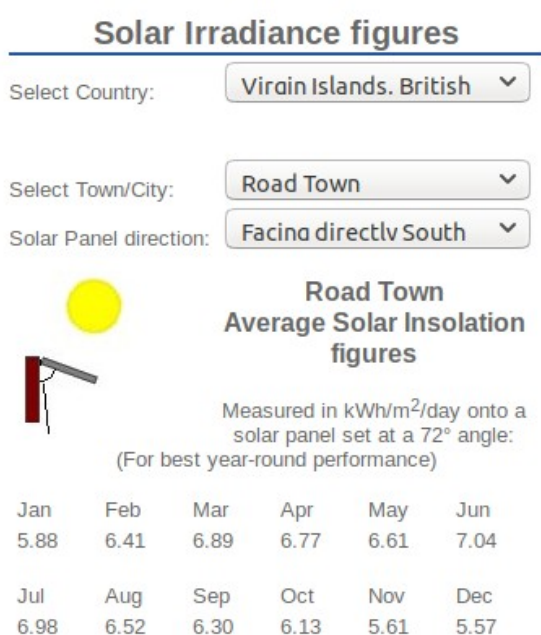 Solar Irradiance figures
Select Country:
Virgin Islands, British
Select Town/City:
Road Town
Solar Panel direction:
Facing directly South
Road Town
Average Solar Insolation
figures
Measured in kWh/m²/day onto a
solar panel set at a 72° angle:
(For best year-round performance)
Jan Feb Mar Apr May Jun
5.88 6.41 6.89 6.77 6.61 7.04
Jul Aug Sep Oct Nov Dec
6.98 6.52 6.30 6.13 5.61 5.57